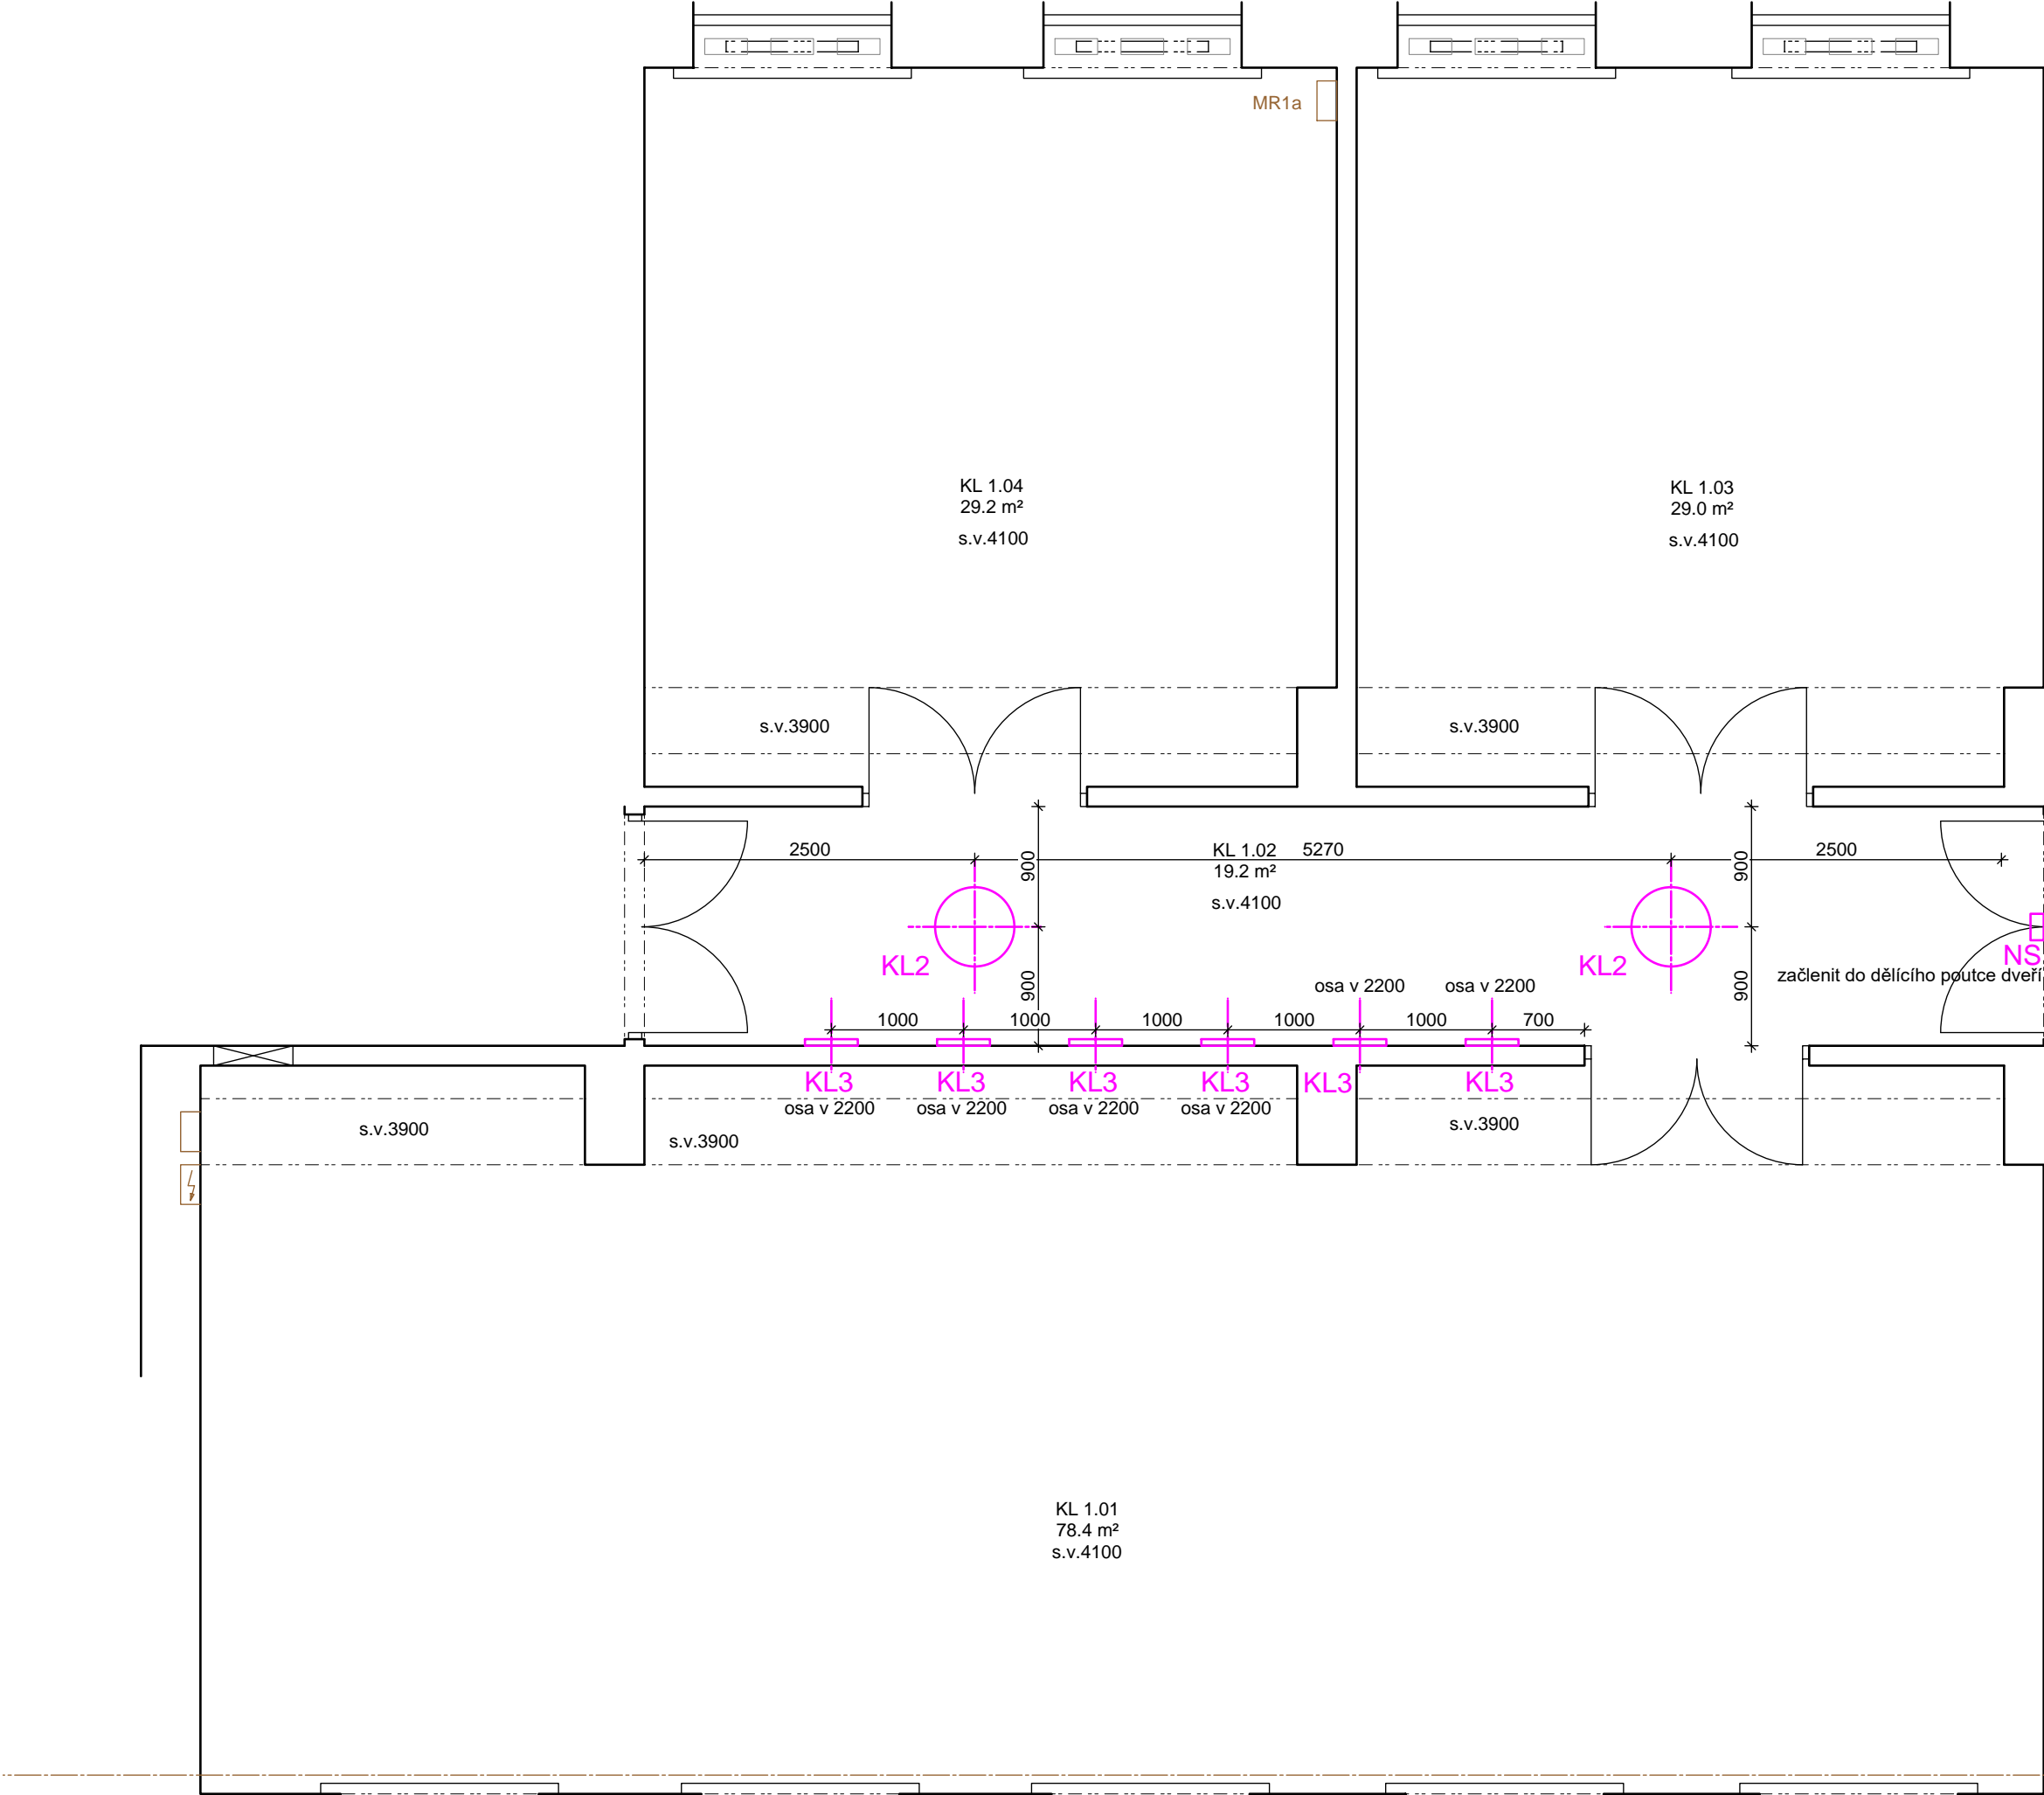 MR1a
KL 1.04
29.2 m²
s.v.4100
KL 1.03
29.0 m²
s.v.4100
s.v.3900
s.v.3900
2500
900
KL 1.02
19.2 m²
s.v.4100
5270
900
2500
KL2
900
KL2
900
NS
začlenit do dělícího poutce dveří
osa v 2200
osa v 2200
1000
1000
1000
1000
1000
700
KL3
KL3
KL3
KL3
KL3
KL3
osa v 2200
osa v 2200
osa v 2200
osa v 2200
s.v.3900
s.v.3900
s.v.3900
KL 1.01
78.4 m²
s.v.4100